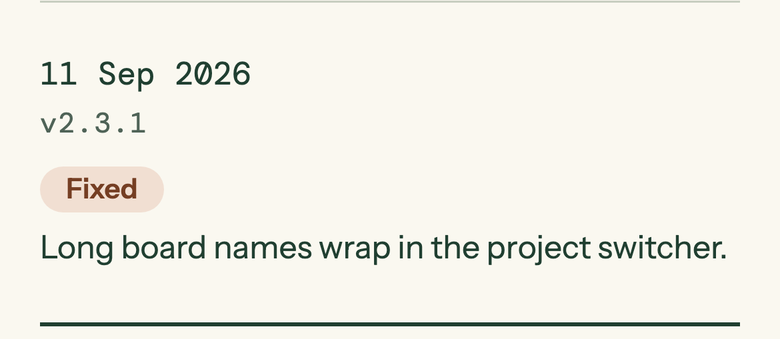 11 Sep 2026
v2.3.1
Fixed
Long board names wrap in the project switcher.